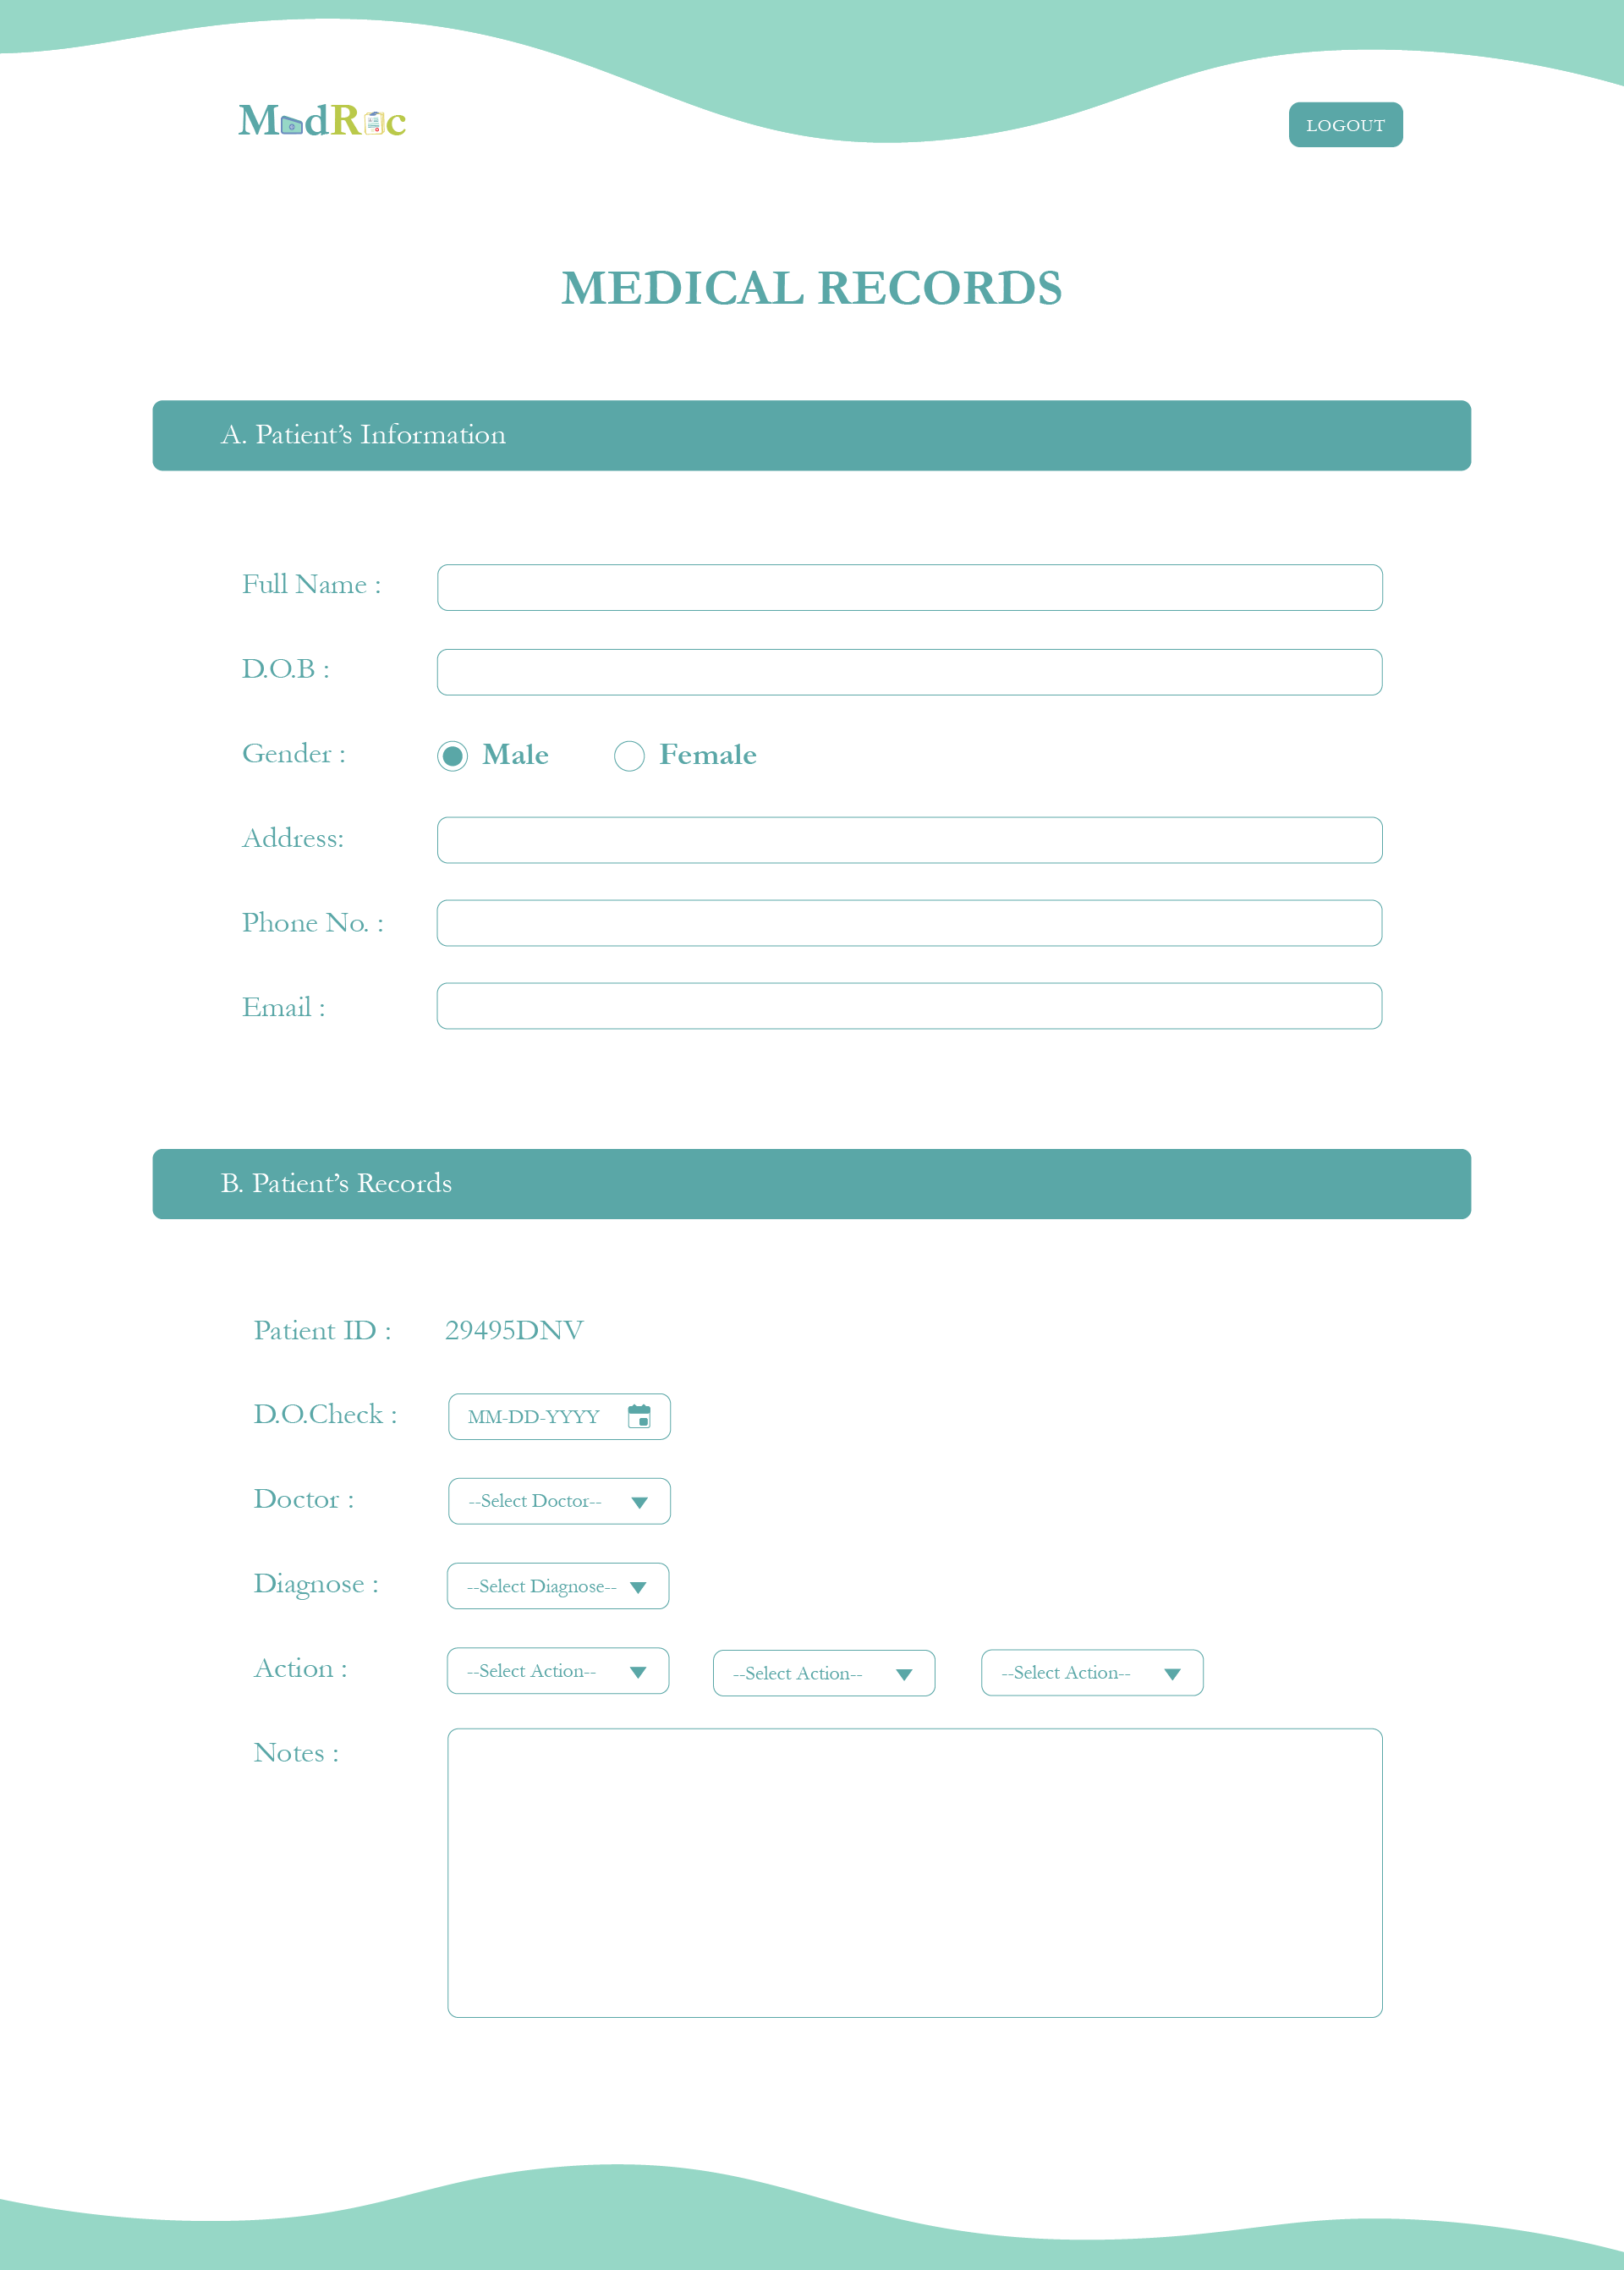 MedRec
LOGOUT
MEDICAL RECORDS
A. Patient’s Information
Full Name :
D.O.B :
Gender : Male Female
Address:
Phone No. :
Email :
B. Patient’s Records
Patient ID : 29495DNV
D.O.Check : MM-DD-YYYY
Doctor : --Select Doctor--
Diagnose : --Select Diagnose--
Action : --Select Action-- --Select Action-- --Select Action--
Notes :